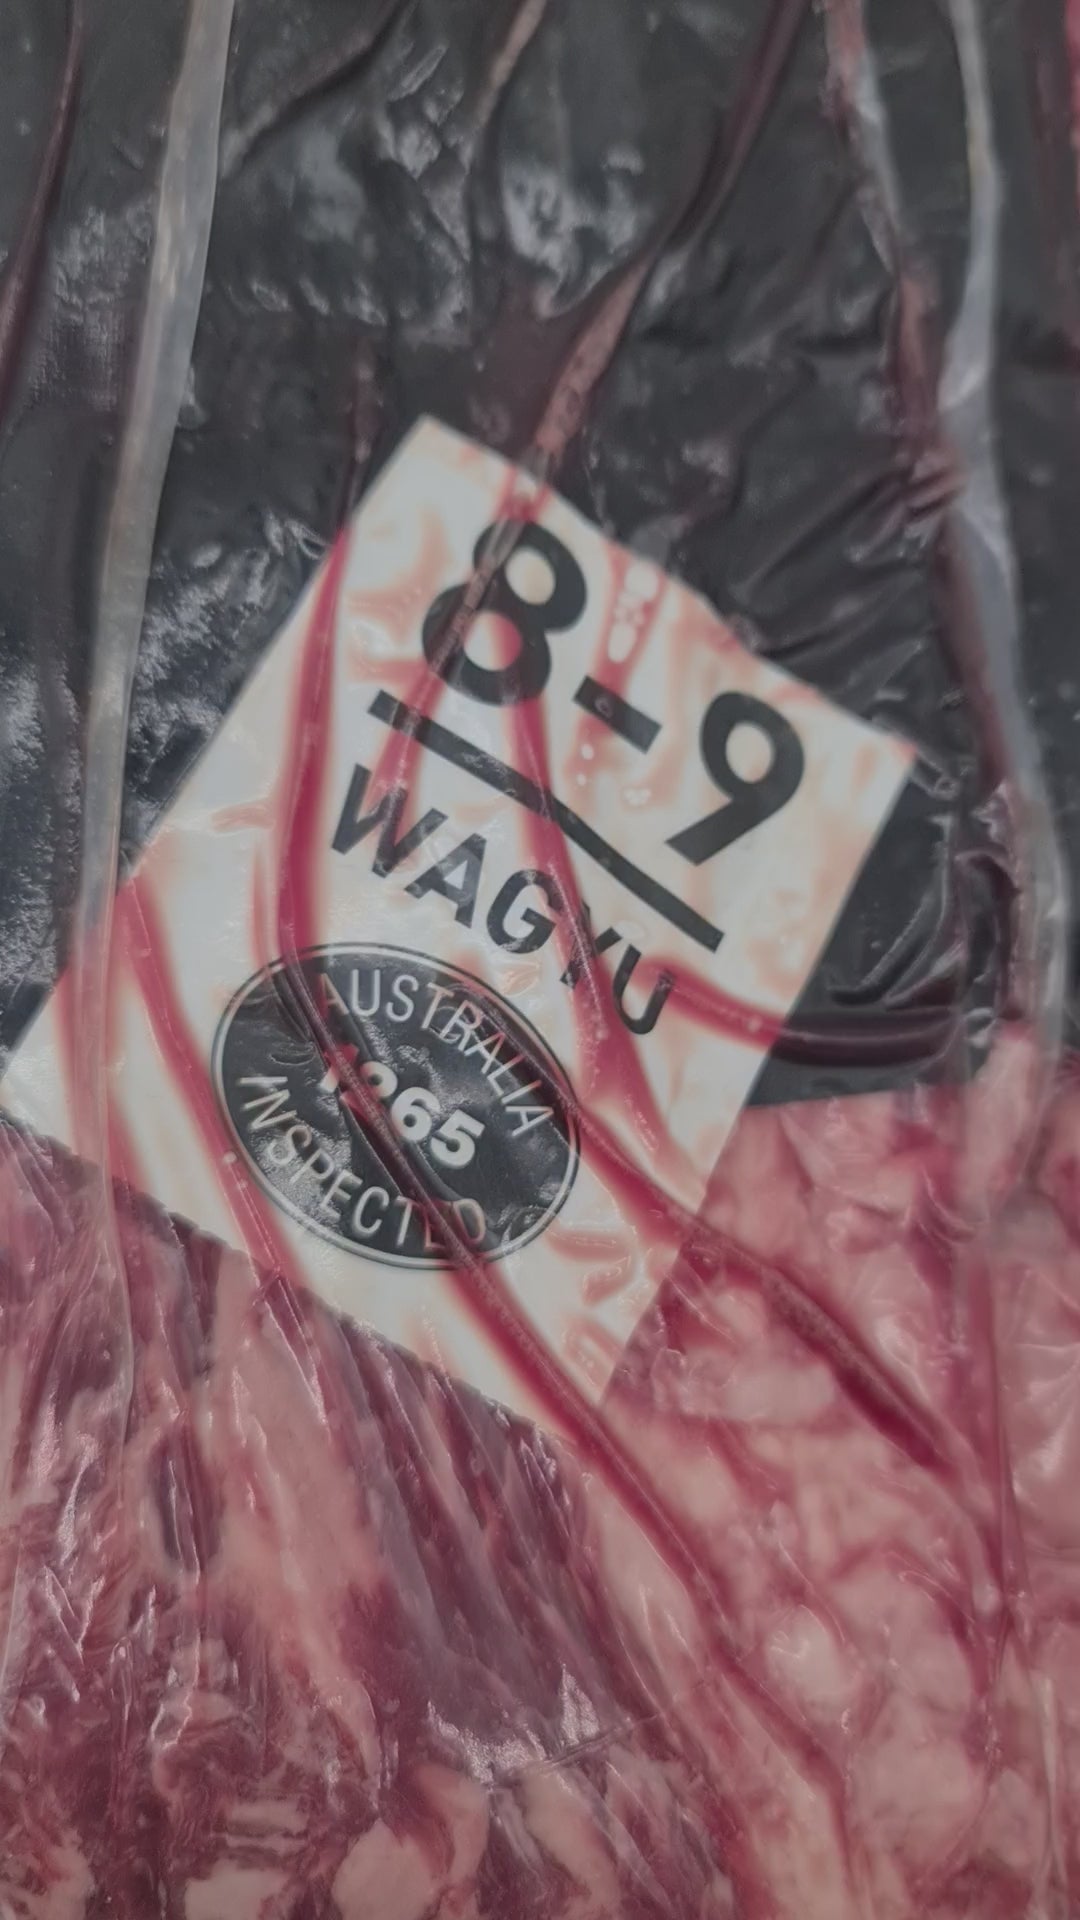 8-9
WAGYU
AUSTRALIA
1265
INSPECTED